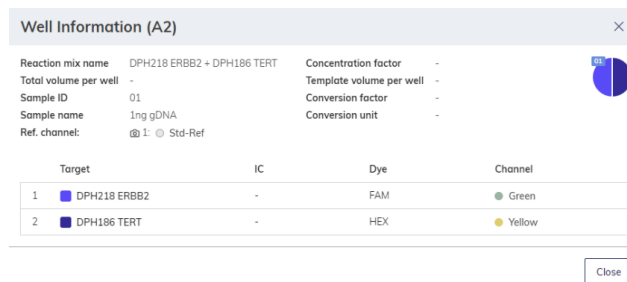 Well Information (A2)
Reaction mix name DPH218 ERBB2 + DPH186 TERT Concentration factor -
01
Total volume per well - Template volume per well -
Sample ID 01 Conversion factor -
Sample name 1ng gDNA Conversion unit -
Ref. channel: 1: Std-Ref
Target IC Dye Channel
1 DPH218 ERBB2 - FAM Green
2 DPH186 TERT - HEX Yellow
Close